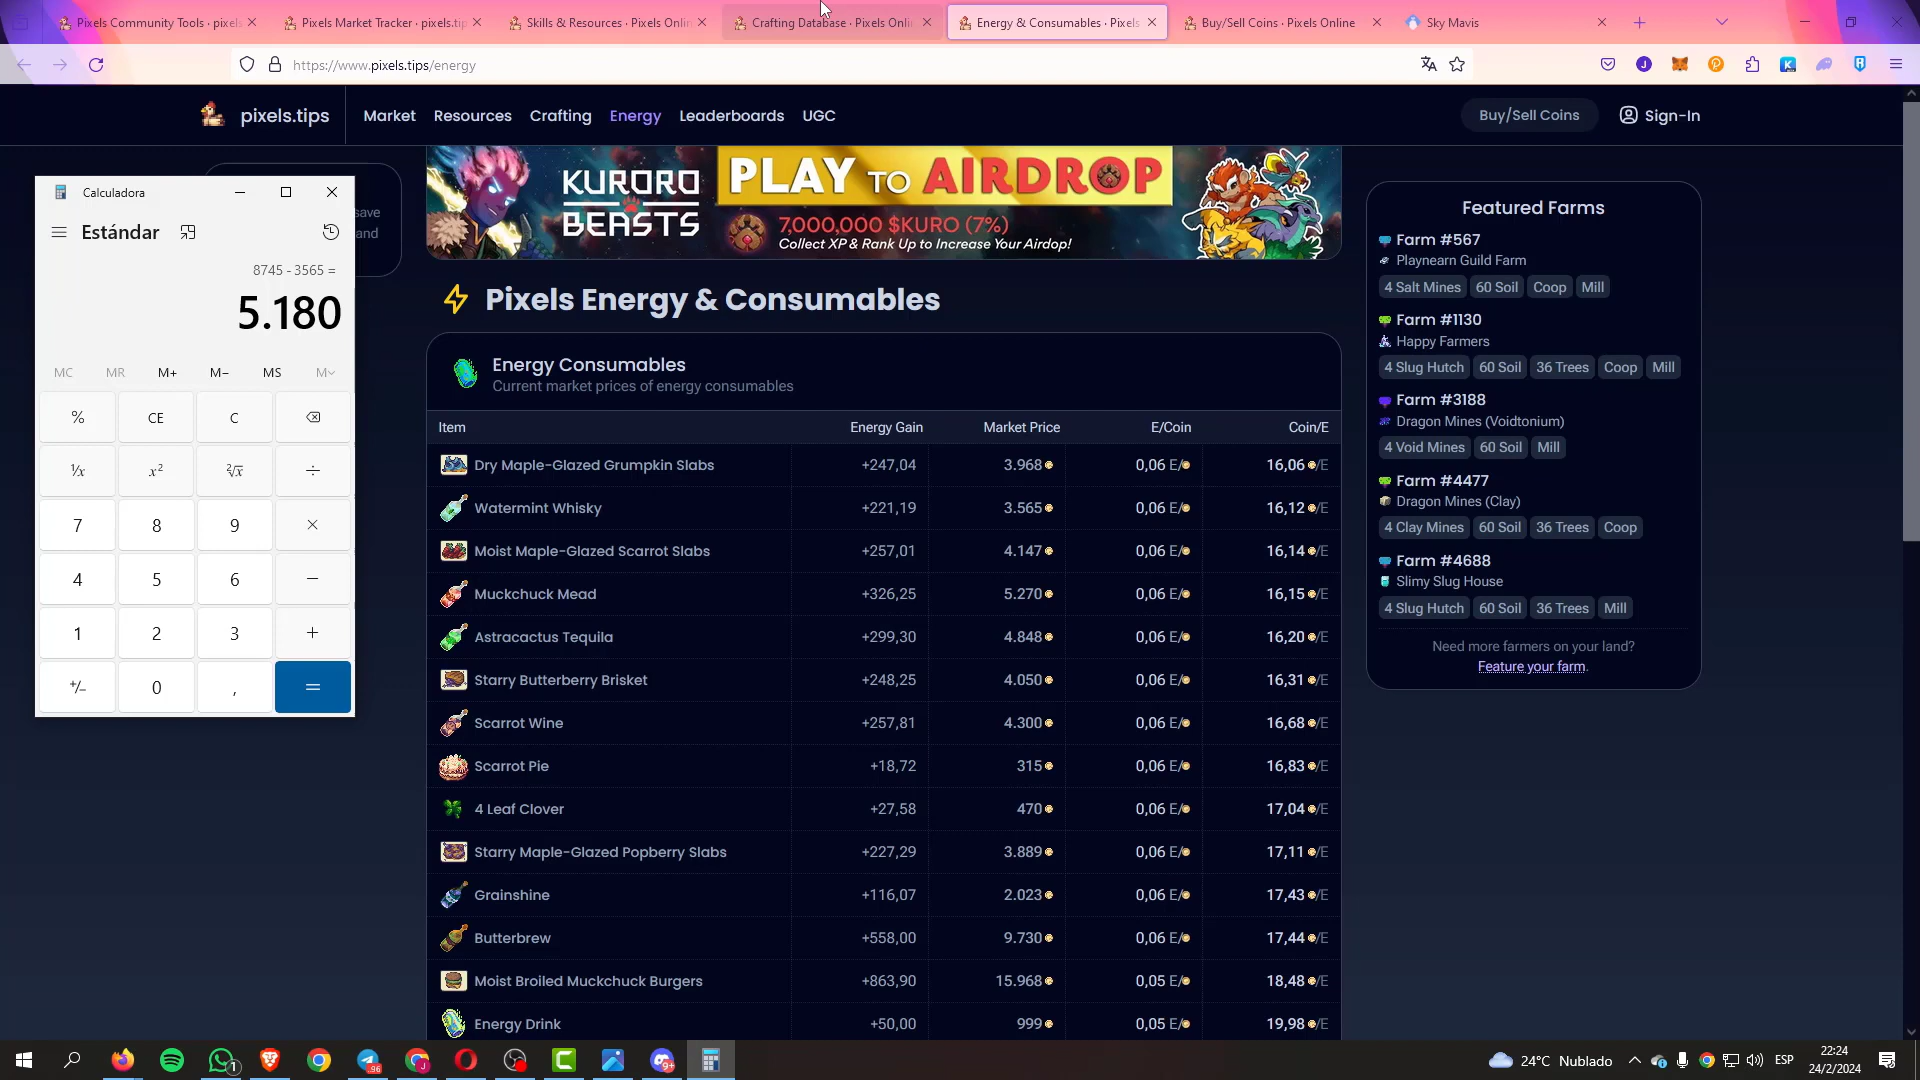 Pixels Community Tools · pixels
Pixels Market Tracker · pixels.tip
Skills & Resources · Pixels Onlin
Crafting Database · Pixels Onli
Energy & Consumables · Pixels
Buy/Sell Coins · Pixels Online
Sky Mavis
https://www.pixels.tips/energy
pixels.tips
Market
Resources
Crafting
Energy
Leaderboards
UGC
Buy/Sell Coins
Sign-In
save
and
KURORO
BEASTS
PLAY TO AIRDROP
7,000,000 $KURO (7%)
Collect XP & Rank Up to Increase Your Airdop!
Calculadora
Estándar
8745 - 3565 =
5.180
MC MR M+ M− MS M
% CE C
¹/x x² ²√x ÷
7 8 9 ×
4 5 6 −
1 2 3 +
+/− 0 , =
Pixels Energy & Consumables
Energy Consumables
Current market prices of energy consumables
Item Energy Gain Market Price E/Coin Coin/E
Dry Maple-Glazed Grumpkin Slabs +247,04 3.968 0,06 E/ 16,06 /E
Watermint Whisky +221,19 3.565 0,06 E/ 16,12 /E
Moist Maple-Glazed Scarrot Slabs +257,01 4.147 0,06 E/ 16,14 /E
Muckchuck Mead +326,25 5.270 0,06 E/ 16,15 /E
Astracactus Tequila +299,30 4.848 0,06 E/ 16,20 /E
Starry Butterberry Brisket +248,25 4.050 0,06 E/ 16,31 /E
Scarrot Wine +257,81 4.300 0,06 E/ 16,68 /E
Scarrot Pie +18,72 315 0,06 E/ 16,83 /E
4 Leaf Clover +27,58 470 0,06 E/ 17,04 /E
Starry Maple-Glazed Popberry Slabs +227,29 3.889 0,06 E/ 17,11 /E
Grainshine +116,07 2.023 0,06 E/ 17,43 /E
Butterbrew +558,00 9.730 0,06 E/ 17,44 /E
Moist Broiled Muckchuck Burgers +863,90 15.968 0,05 E/ 18,48 /E
Energy Drink +50,00 999 0,05 E/ 19,98 /E
Featured Farms
Farm #567
Playnearn Guild Farm
4 Salt Mines 60 Soil Coop Mill
Farm #1130
Happy Farmers
4 Slug Hutch 60 Soil 36 Trees Coop Mill
Farm #3188
Dragon Mines (Voidtonium)
4 Void Mines 60 Soil Mill
Farm #4477
Dragon Mines (Clay)
4 Clay Mines 60 Soil 36 Trees Coop
Farm #4688
Slimy Slug House
4 Slug Hutch 60 Soil 36 Trees Mill
Need more farmers on your land?
Feature your farm.
1
96
9+
24°C Nublado
ESP
22:24
24/2/2024